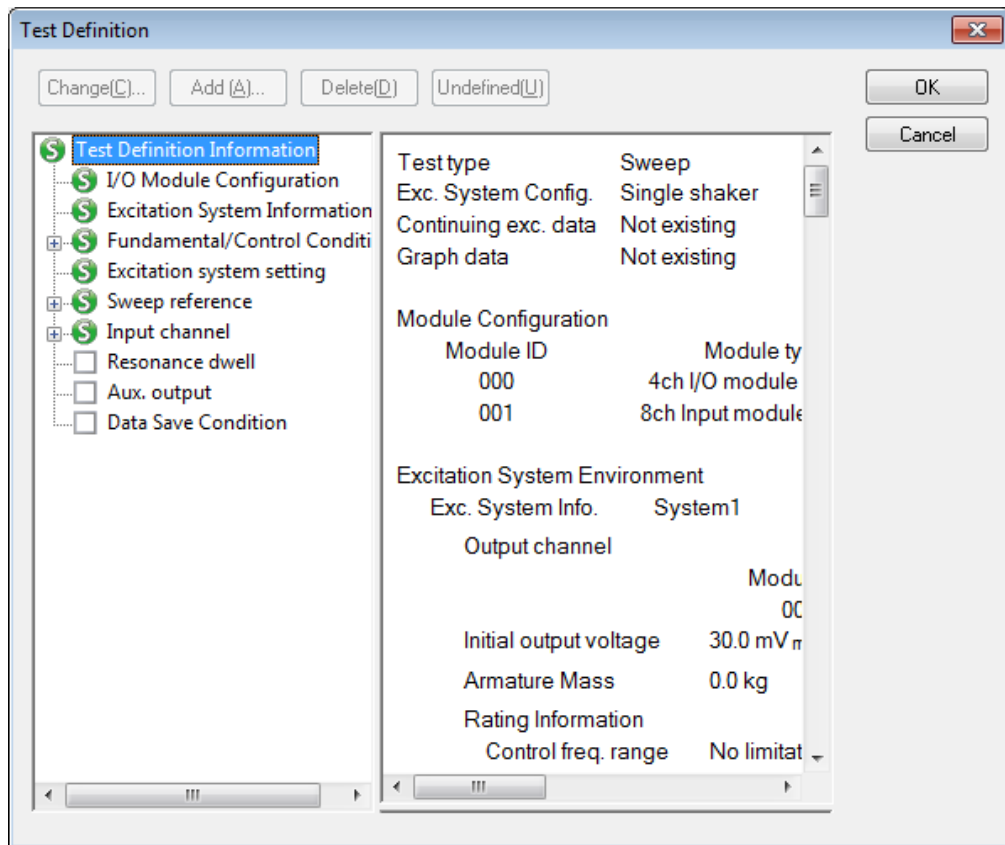 Test Definition
Change(C)... Add (A)... Delete(D) Undefined(U)
OK
Cancel
Test Definition Information
I/O Module Configuration
Excitation System Information
Fundamental/Control Conditi
Excitation system setting
Sweep reference
Input channel
Resonance dwell
Aux. output
Data Save Condition
Test type Sweep
Exc. System Config. Single shaker
Continuing exc. data Not existing
Graph data Not existing
Module Configuration
Module ID Module ty
000 4ch I/O module
001 8ch Input module
Excitation System Environment
Exc. System Info. System1
Output channel
Modu
00
Initial output voltage 30.0 mV
Armature Mass 0.0 kg
Rating Information
Control freq. range No limitat